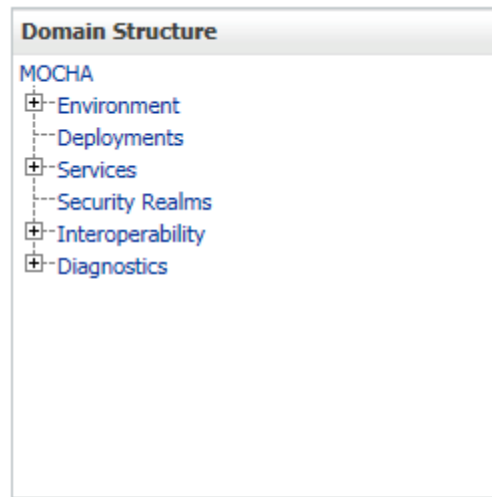 Domain Structure
MOCHA
Environment
Deployments
Services
Security Realms
Interoperability
Diagnostics